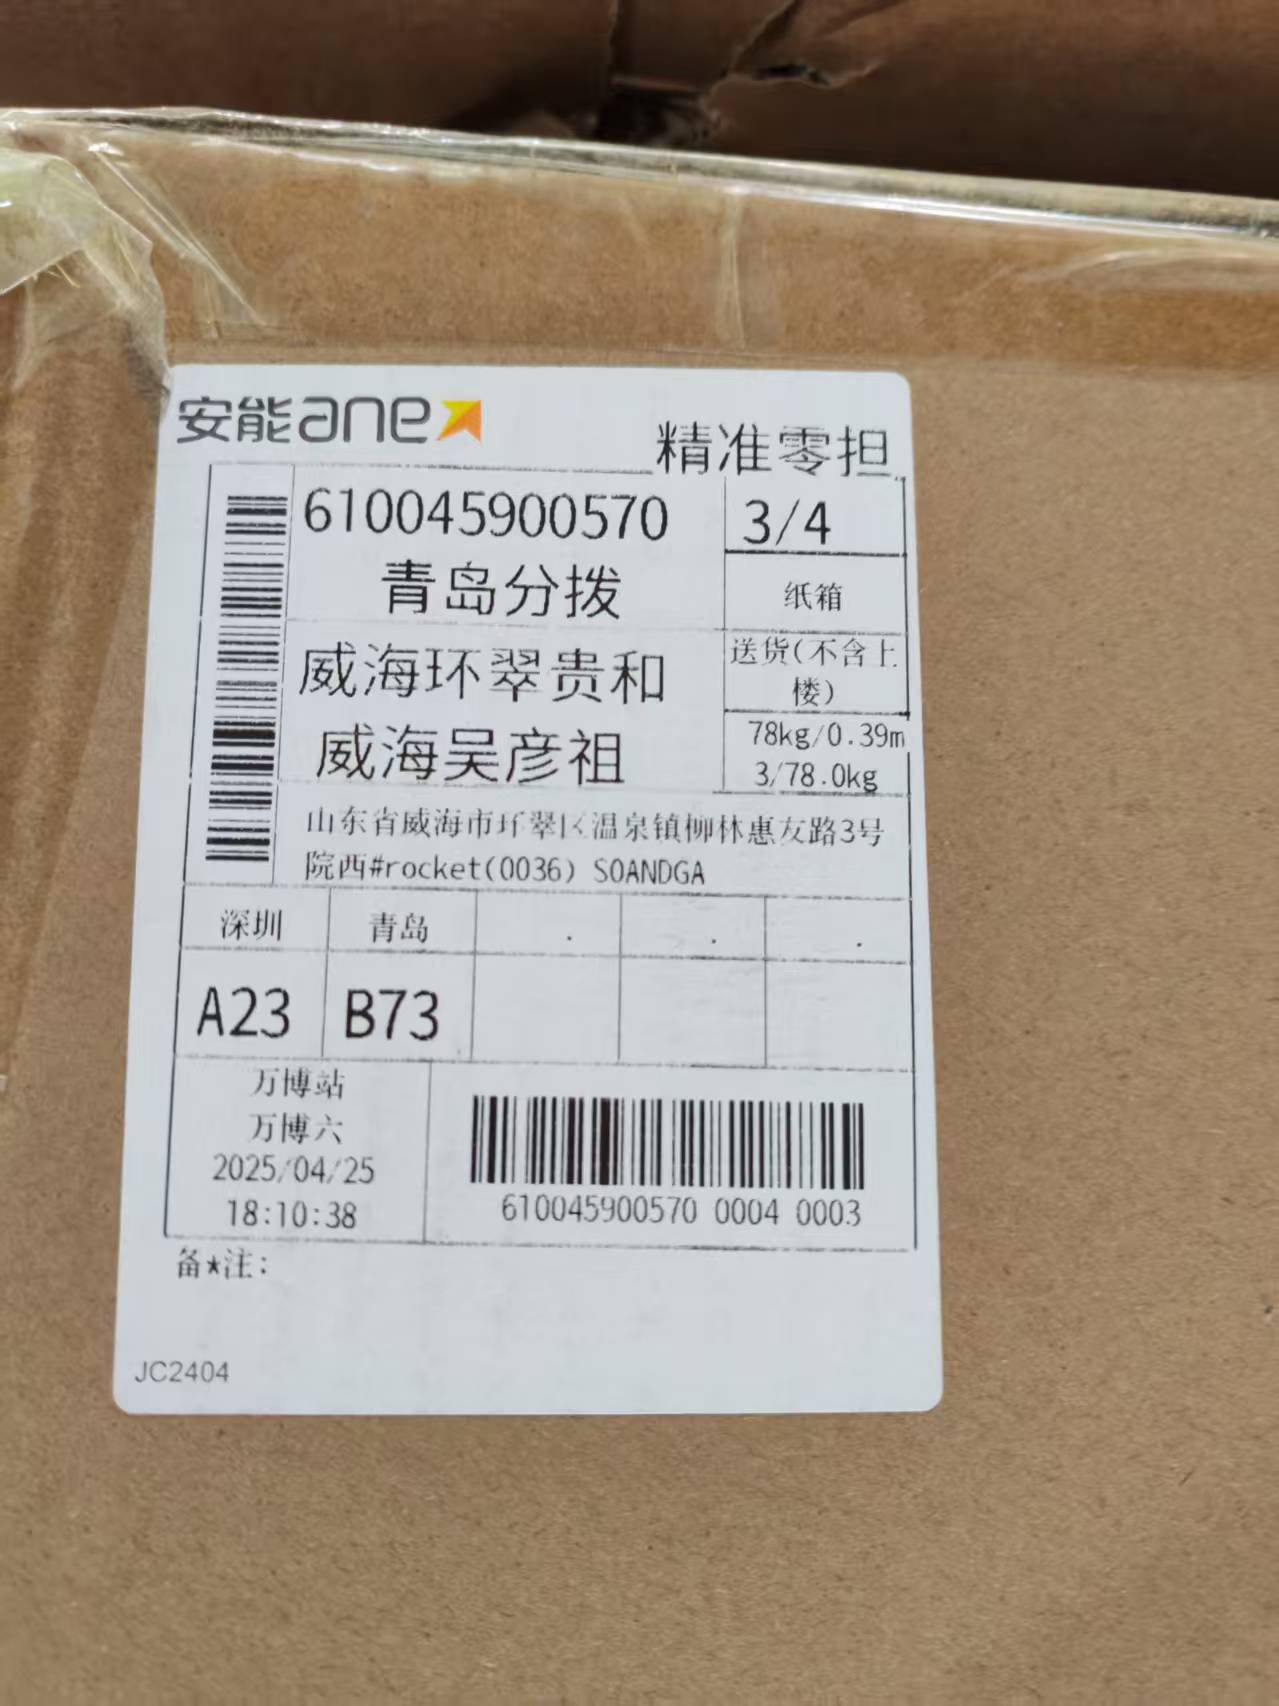 安能ane
精准零担
610045900570
3/4
青岛分拨
纸箱
威海环翠贵和
送货(不含上
楼)
威海吴彦祖
78kg/0.39m
3/78.0kg
山东省威海市环翠区温泉镇柳林惠友路3号
院西#rocket(0036) SOANDGA
深圳 青岛 . . .
A23 B73
万博站
万博六
2025/04/25
18:10:38
610045900570 0004 0003
备*注:
JC2404